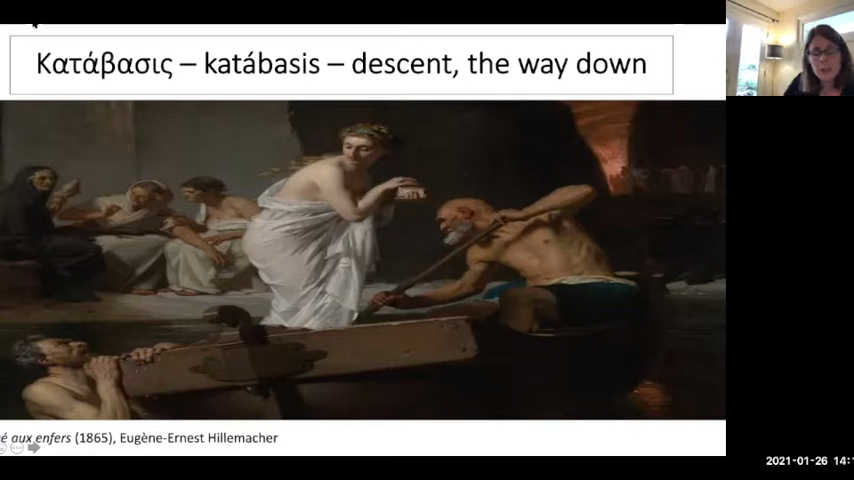 Κατάβασις – katábasis – descent, the way down
é aux enfers (1865), Eugène-Ernest Hillemacher
2021-01-26 14:1